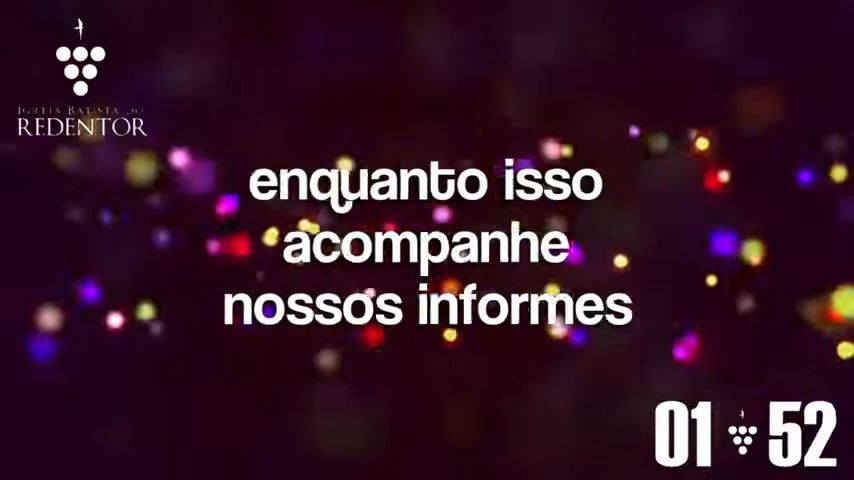 Igreja Batista do
REDENTOR
enquanto isso
acompanhe
nossos informes
01 52